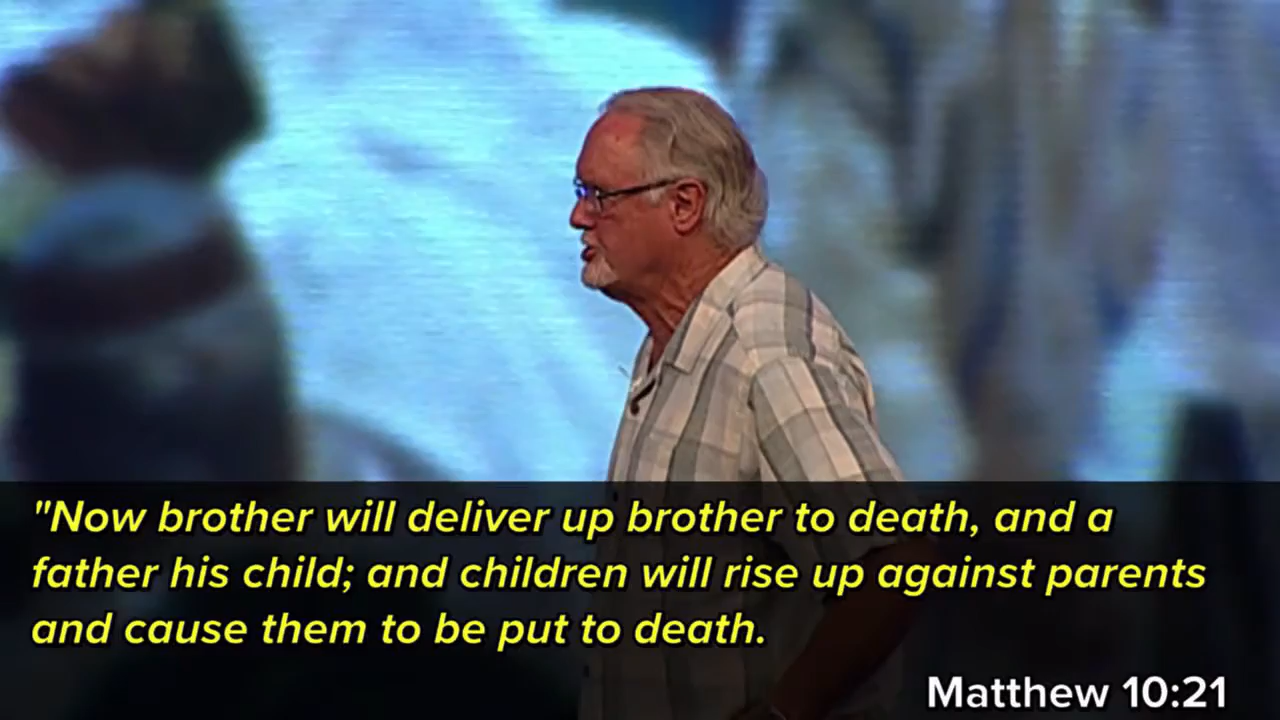 "Now brother will deliver up brother to death, and a
father his child; and children will rise up against parents
and cause them to be put to death.
Matthew 10:21